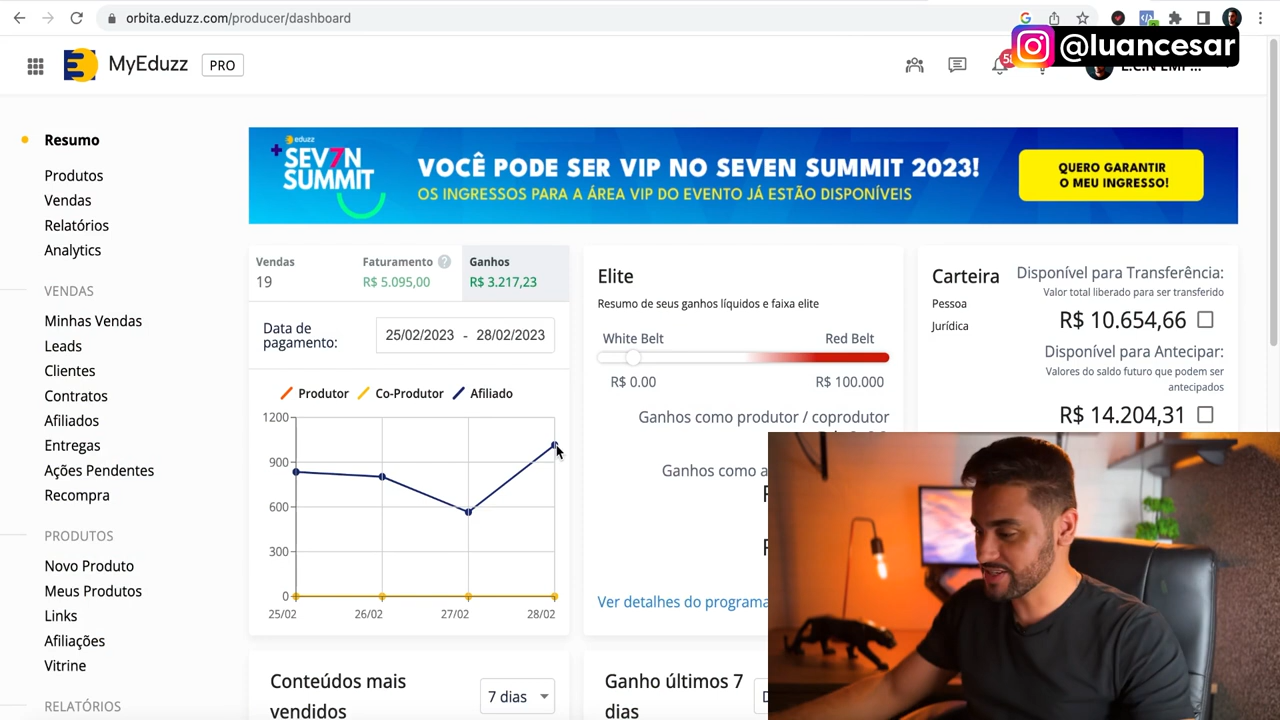 orbita.eduzz.com/producer/dashboard
@luancesar
MyEduzz PRO
Resumo
Produtos
Vendas
Relatórios
Analytics
VENDAS
Minhas Vendas
Leads
Clientes
Contratos
Afiliados
Entregas
Ações Pendentes
Recompra
PRODUTOS
Novo Produto
Meus Produtos
Links
Afiliações
Vitrine
RELATÓRIOS
eduzz
SEV7N
SUMMIT
VOCÊ PODE SER VIP NO SEVEN SUMMIT 2023!
OS INGRESSOS PARA A ÁREA VIP DO EVENTO JÁ ESTÃO DISPONÍVEIS
QUERO GARANTIR
O MEU INGRESSO!
Vendas
19
Faturamento ?
R$ 5.095,00
Ganhos
R$ 3.217,23
Data de
pagamento:
25/02/2023 - 28/02/2023
Produtor Co-Produtor Afiliado
1200
900
600
300
0
25/02 26/02 27/02 28/02
Elite
Resumo de seus ganhos líquidos e faixa elite
White Belt Red Belt
R$ 0.00 R$ 100.000
Ganhos como produtor / coprodutor
Ganhos como a
Ver detalhes do programa
Carteira
Pessoa
Jurídica
Disponível para Transferência:
Valor total liberado para ser transferido
R$ 10.654,66
Disponível para Antecipar:
Valores do saldo futuro que podem ser
antecipados
R$ 14.204,31
Conteúdos mais
vendidos
7 dias
Ganho últimos 7
dias